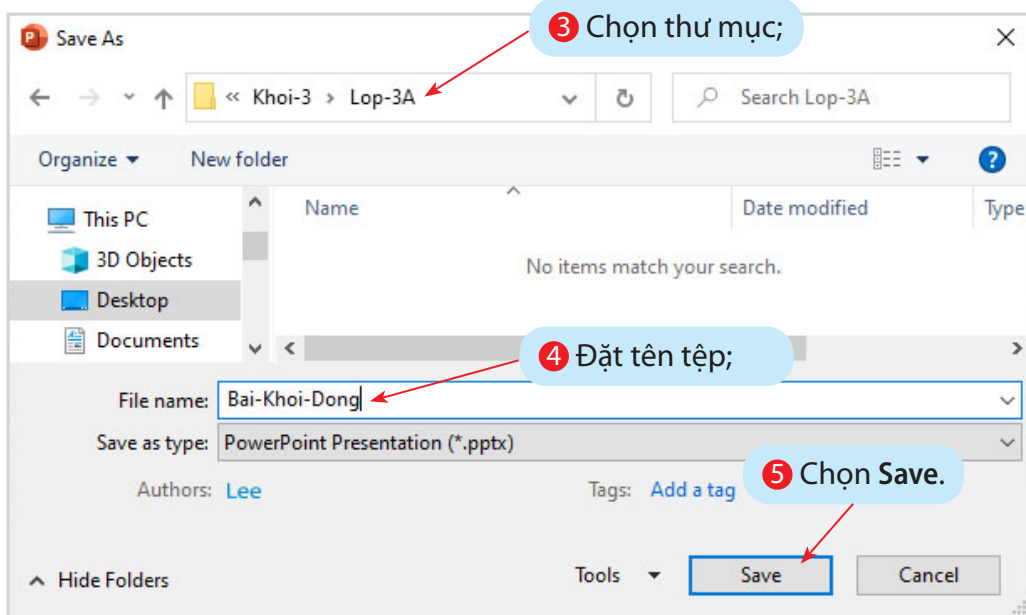 3 Chọn thư mục;
P Save As
« Khoi-3 › Lop-3A
Search Lop-3A
Organize New folder ?
Name Date modified Type
This PC
3D Objects
No items match your search.
Desktop
Documents
4 Đặt tên tệp;
File name: Bai-Khoi-Dong
Save as type: PowerPoint Presentation (*.pptx)
Authors: Lee Tags: Add a tag
5 Chọn Save.
Hide Folders Tools Save Cancel